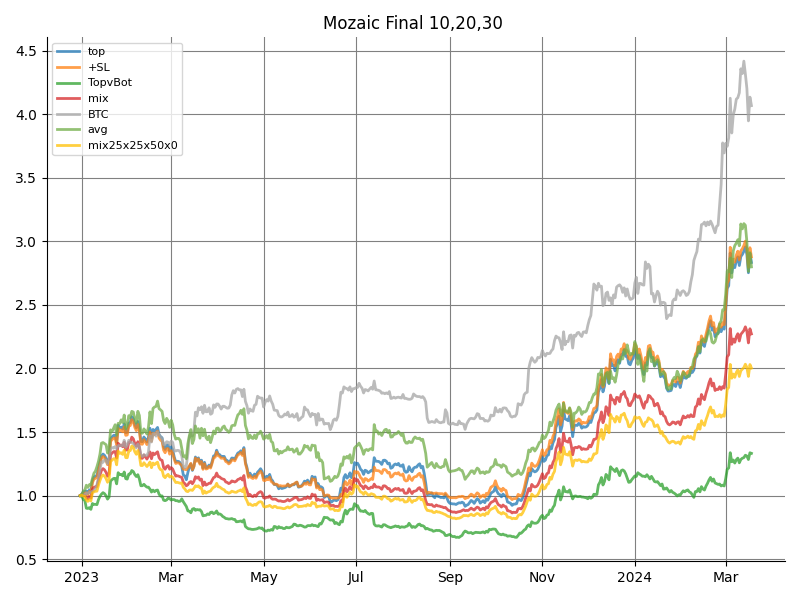 Mozaic Final 10,20,30
top
+SL
TopvBot
mix
BTC
avg
mix25x25x50x0
4.5
4.0
3.5
3.0
2.5
2.0
1.5
1.0
0.5
2023 Mar May Jul Sep Nov 2024 Mar